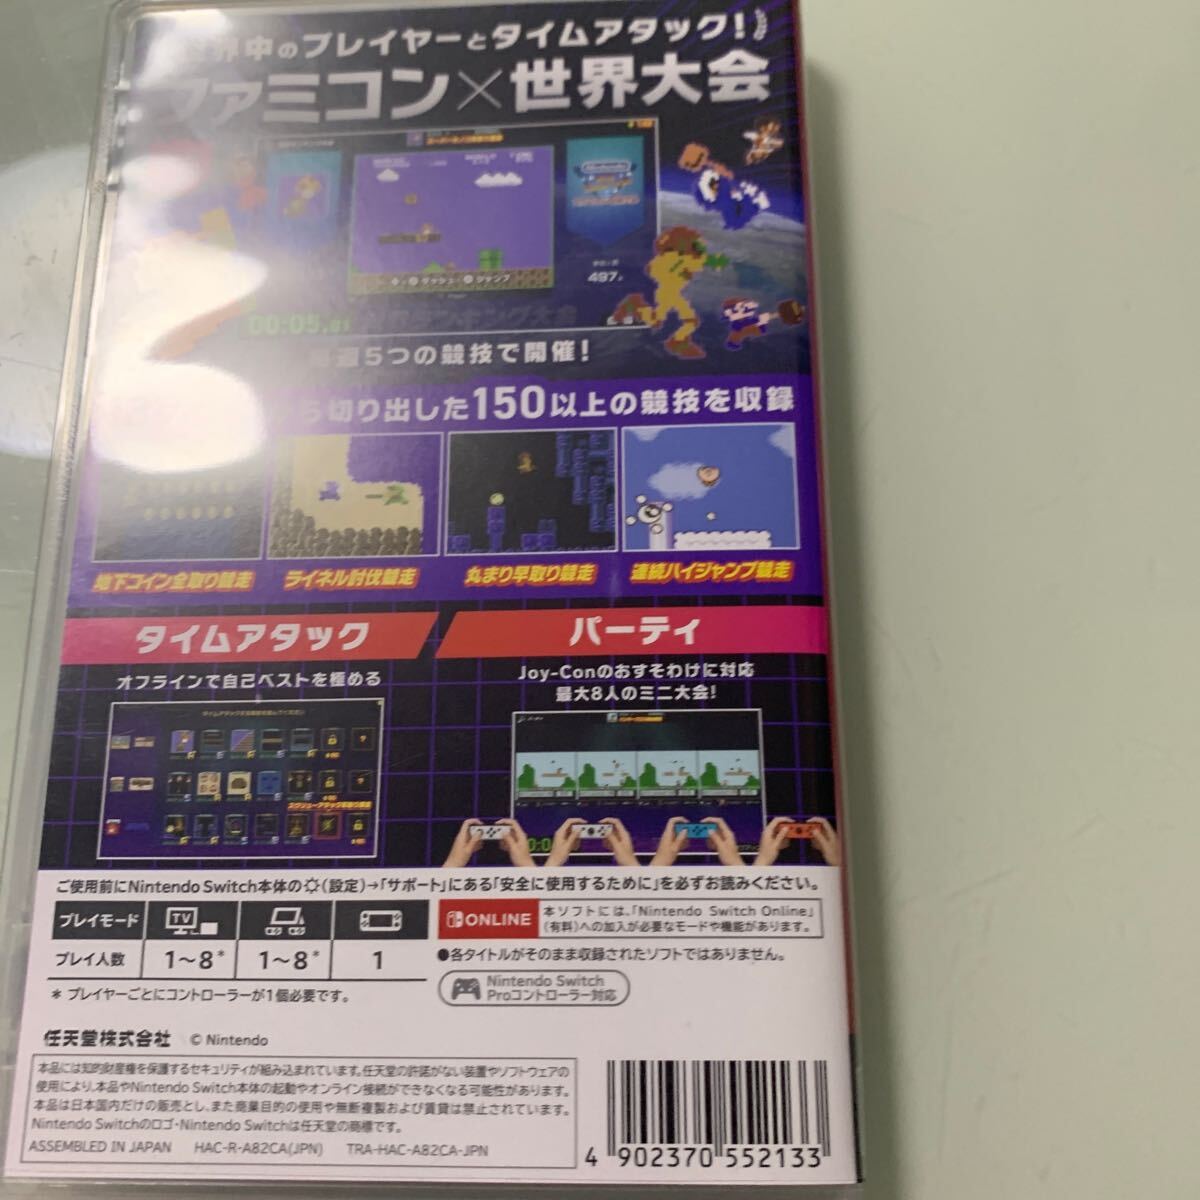 世界中のプレイヤーとタイムアタック!
ファミコン×世界大会
497
00:05.
週5つの競技で開催!
切り出した150以上の競技を収録
地下コイン全取り競走
ライネル討伐競走
丸まり早取り競走
連続ハイジャンプ競走
タイムアタック
オフラインで自己ベストを極める
パーティ
Joy-Conのおすそわけに対応
最大8人のミニ大会!
ご使用前にNintendo Switch本体の(設定)→「サポート」にある「安全に使用するために」を必ずお読みください。
プレイモード
TV
プレイ人数
1~8*
1~8*
1
* プレイヤーごとにコントローラーが1個必要です。
ONLINE
本ソフトには、「Nintendo Switch Online」
(有料)への加入が必要なモードや機能があります。
●各タイトルがそのまま収録されたソフトではありません。
Nintendo Switch
Proコントローラー対応
任天堂株式会社 © Nintendo
本品には知的財産権を保護するセキュリティが組み込まれています。任天堂の許諾がない装置やソフトウェアの
使用により、本品やNintendo Switch本体の起動やオンライン接続ができなくなる可能性があります。
本品は日本国内だけの販売とし、また商業目的の使用や無断複製および賃貸は禁止されています。
Nintendo Switchのロゴ・Nintendo Switchは任天堂の商標です。
ASSEMBLED IN JAPAN HAC-R-A82CA(JPN) TRA-HAC-A82CA-JPN
4 902370 552133